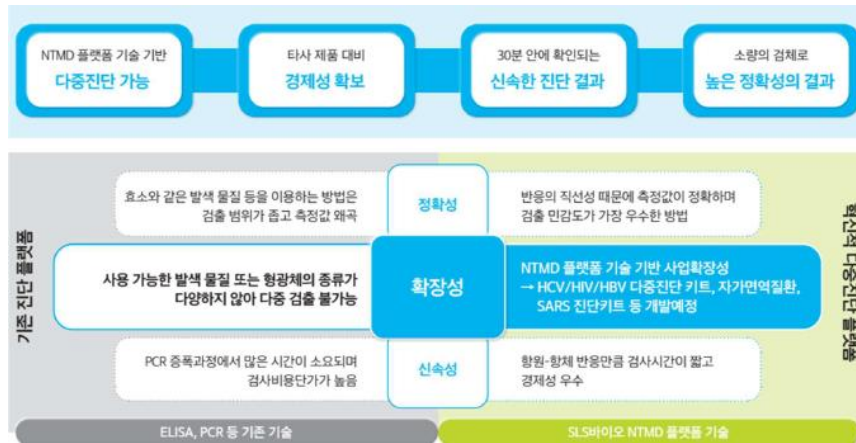 NTMD 플랫폼 기술 기반
다중진단 가능
타사 제품 대비
경제성 확보
30분 안에 확인되는
신속한 진단 결과
소량의 검체로
높은 정확성의 결과
기존 진단 플랫폼
효소와 같은 발색 물질 등을 이용하는 방법은
검출 범위가 좁고 측정값 왜곡
정확성
반응의 직선성 때문에 측정값이 정확하며
검출 민감도가 가장 우수한 방법
사용 가능한 발색 물질 또는 형광체의 종류가
다양하지 않아 다중 검출 불가능
확장성
NTMD 플랫폼 기술 기반 사업확장성
→ HCV/HIV/HBV 다중진단 키트, 자가면역질환,
SARS 진단키트 등 개발예정
PCR 증폭과정에서 많은 시간이 소요되며
검사비용단가가 높음
신속성
항원-항체 반응만큼 검사시간이 짧고
경제성 우수
혁신적 다중진단 플랫폼
ELISA, PCR 등 기존 기술
SLS바이오 NTMD 플랫폼 기술